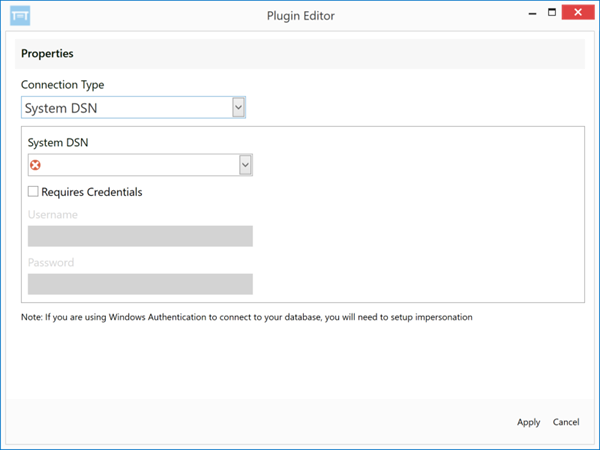 Plugin Editor
Properties
Connection Type
System DSN
System DSN
Requires Credentials
Username
Password
Note: If you are using Windows Authentication to connect to your database, you will need to setup impersonation
Apply Cancel